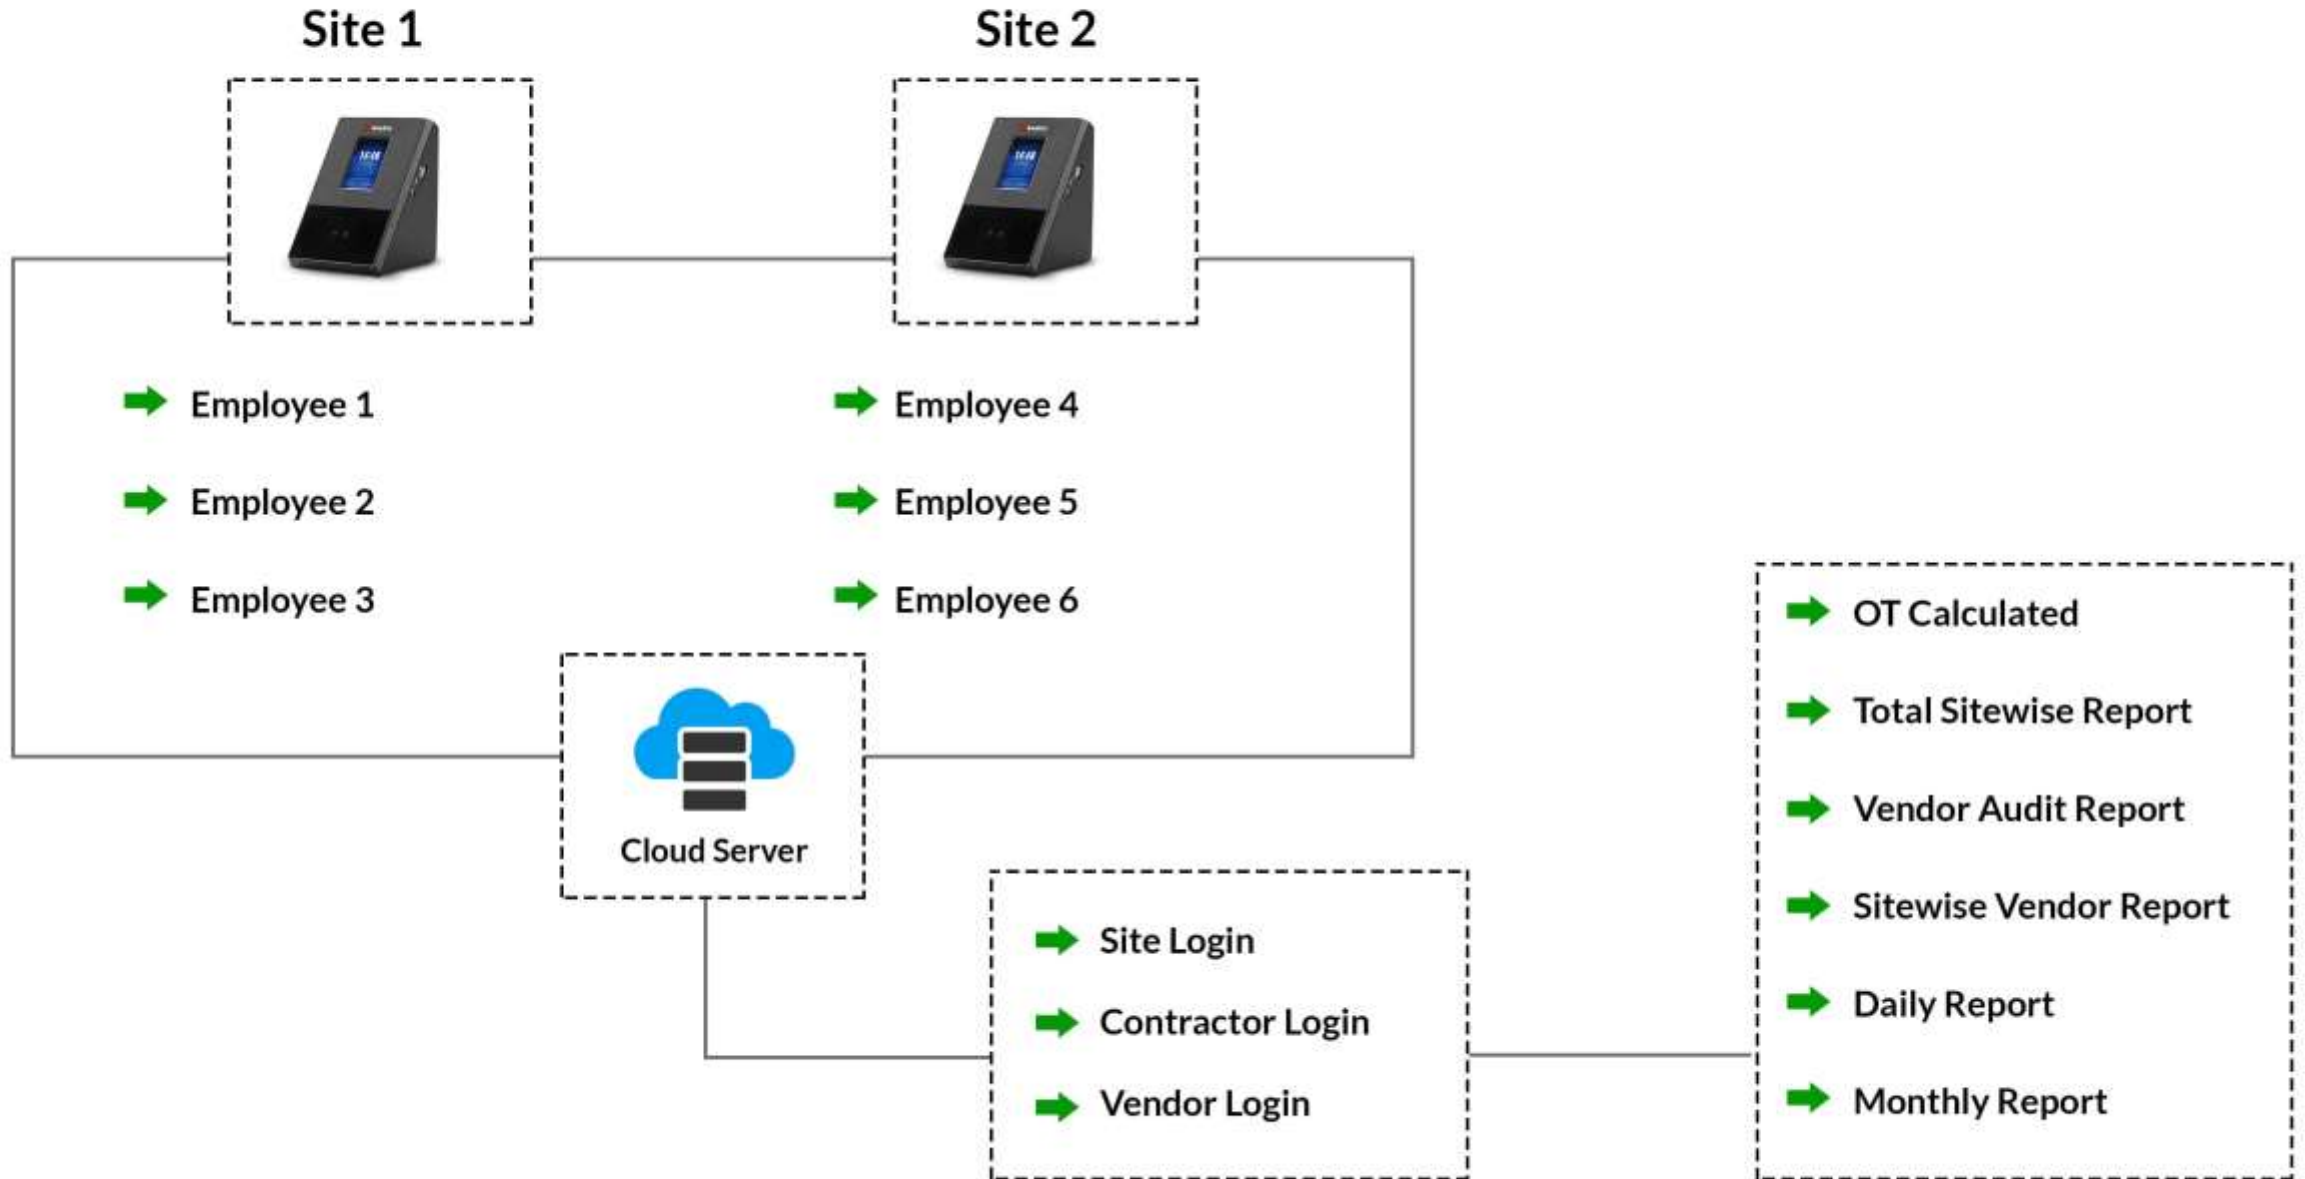 Site 1
Site 2
Employee 1
Employee 2
Employee 3
Employee 4
Employee 5
Employee 6
Cloud Server
Site Login
Contractor Login
Vendor Login
OT Calculated
Total Sitewise Report
Vendor Audit Report
Sitewise Vendor Report
Daily Report
Monthly Report